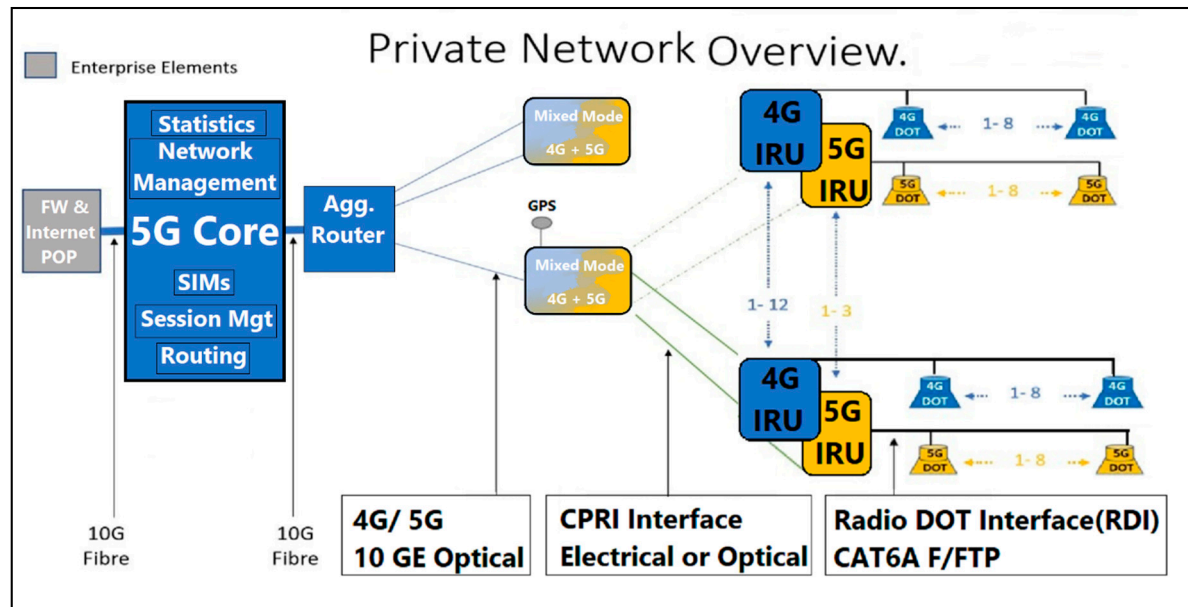 Private Network Overview.
Enterprise Elements
FW &
Internet
POP
Statistics
Network
Management
5G Core
SIMs
Session Mgt
Routing
Agg.
Router
Mixed Mode
4G + 5G
GPS
Mixed Mode
4G + 5G
4G
IRU
5G
IRU
4G
DOT
1- 8
4G
DOT
5G
DOT
1- 8
5G
DOT
1- 12
1- 3
4G
IRU
5G
IRU
4G
DOT
1- 8
4G
DOT
5G
DOT
1- 8
5G
DOT
10G
Fibre
10G
Fibre
4G/ 5G
10 GE Optical
CPRI Interface
Electrical or Optical
Radio DOT Interface(RDI)
CAT6A F/FTP